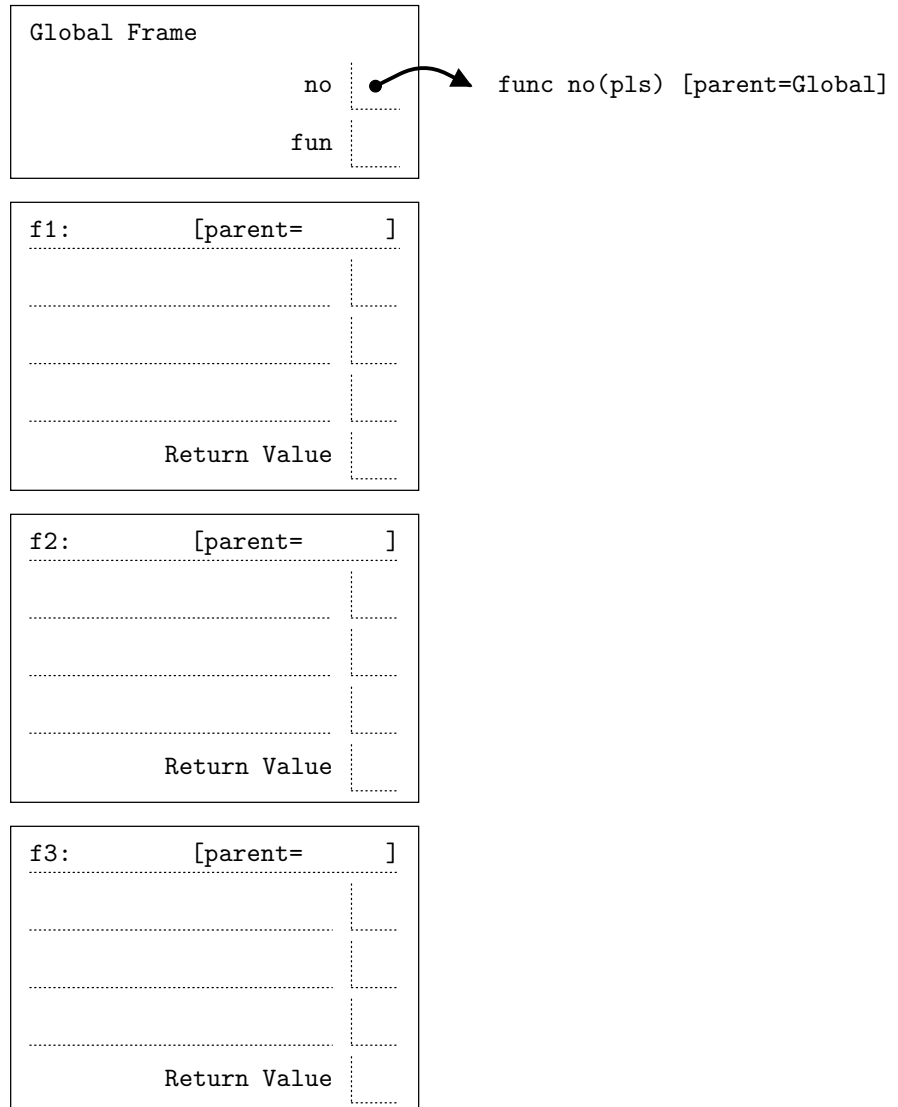 Global Frame
no
func no(pls) [parent=Global]
fun
f1: [parent= ]
Return Value
f2: [parent= ]
Return Value
f3: [parent= ]
Return Value